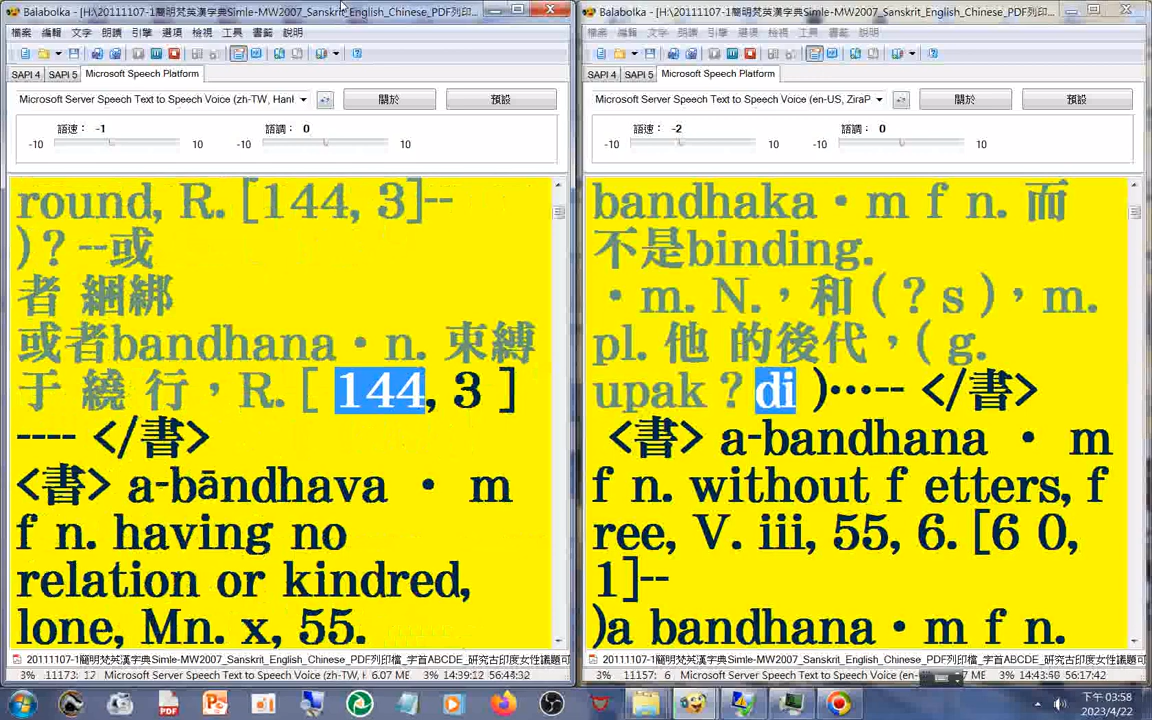 Balabolka - [H:\20111107-1簡明梵英漢字典Simle-MW2007_Sanskrit_English_Chinese_PDF列印...
檔案 編輯 文字 朗讀 引擎 選項 檢視 工具 書籤 說明
SAPI 4 SAPI 5 Microsoft Speech Platform
Microsoft Server Speech Text to Speech Voice (zh-TW, HanH 關於 預設
語速： -1 語調： 0
-10 10 -10 10
round, R. [144, 3]--
)？--或
者 綑綁
或者bandhana‧n. 束縛
于 繞 行，R. [ 144, 3 ]
---- </書>
<書> a-bāndhava ‧ m
f n. having no
relation or kindred,
lone, Mn. x, 55.
20111107-1簡明梵英漢字典Simle-MW2007_Sanskrit_English_Chinese_PDF列印檔_字首ABCDE_研究古印度女性議題可
3% 11173: 12 Microsoft Server Speech Text to Speech Voice (zh-TW, H 6.07 ME 3% 14:39:12 56:44:32
Balabolka - [H:\20111107-1簡明梵英漢字典Simle-MW2007_Sanskrit_English_Chinese_PDF列印...
檔案 編輯 文字 朗讀 引擎 選項 檢視 工具 書籤 說明
SAPI 4 SAPI 5 Microsoft Speech Platform
Microsoft Server Speech Text to Speech Voice (en-US, ZiraP 關於 預設
語速： -2 語調： 0
-10 10 -10 10
bandhaka‧m f n. 而
不是binding.
‧m. N.，和 (？s )，m.
pl. 他 的後代，( g.
upak ？di )…-- </書>
<書> a-bandhana ‧ m
f n. without f etters, f
ree, V. iii, 55, 6. [6 0,
1]--
)a bandhana‧m f n.
20111107-1簡明梵英漢字典Simle-MW2007_Sanskrit_English_Chinese_PDF列印檔_字首ABCDE_研究古印度女性議題可
3% 11157: 6 Microsoft Server Speech Text to Speech Voice (en-US, 7 ME 3% 14:43:50 56:17:42
下午 03:58
2023/4/22